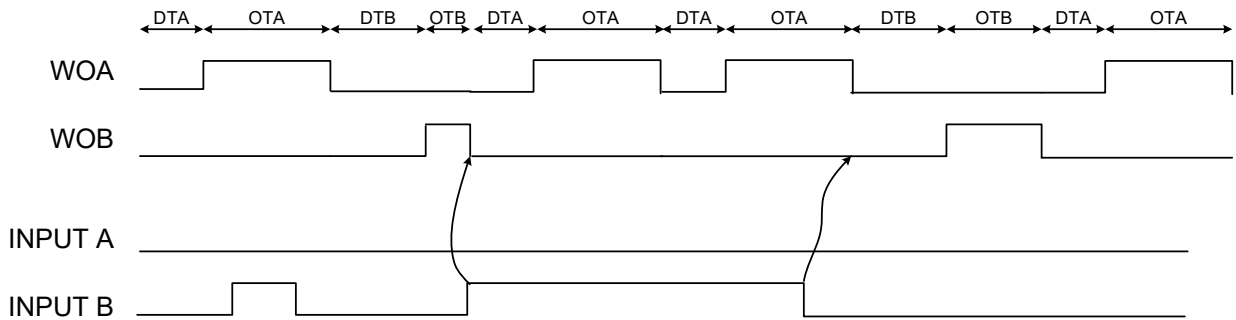 DTA OTA DTB OTB DTA OTA DTA OTA DTB OTB DTA OTA
WOA
WOB
INPUT A
INPUT B